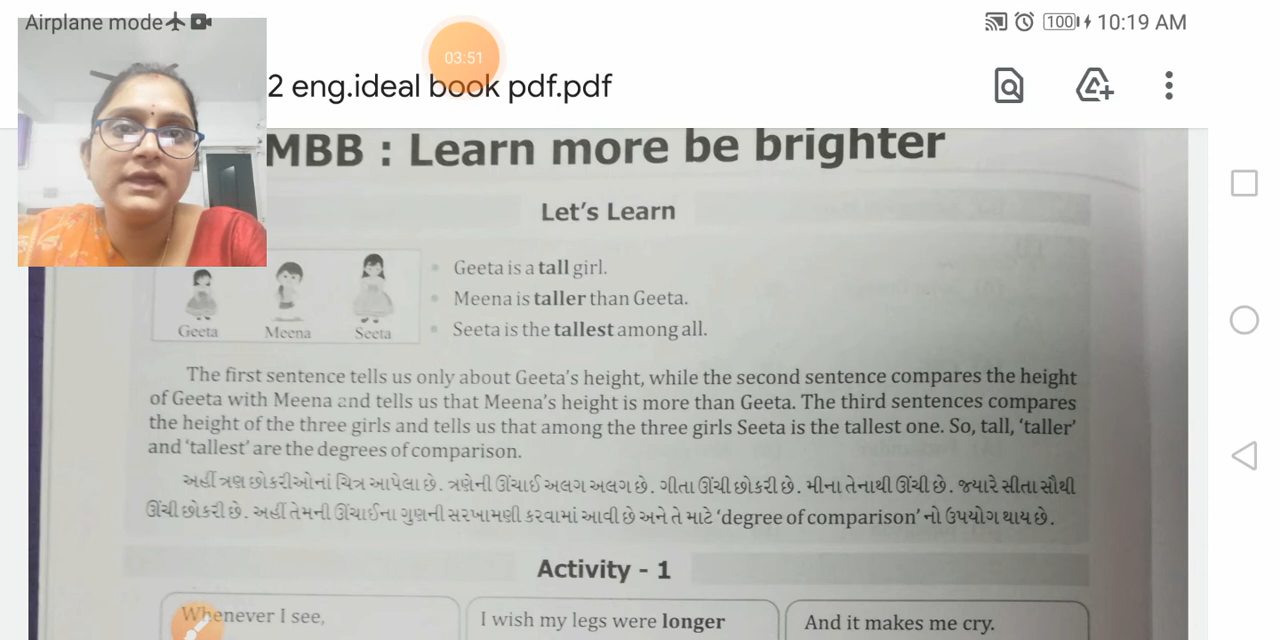 Airplane mode
100
10:19 AM
03:51
2 eng.ideal book pdf.pdf
MBB : Learn more be brighter
Let's Learn
Geeta is a tall girl.
Meena is taller than Geeta.
Seeta is the tallest among all.
Geeta
Meena
Seeta
The first sentence tells us only about Geeta's height, while the second sentence compares the height
of Geeta with Meena and tells us that Meena's height is more than Geeta. The third sentences compares
the height of the three girls and tells us that among the three girls Seeta is the tallest one. So, tall, 'taller'
and 'tallest' are the degrees of comparison.
અહીં ત્રણ છોકરીઓનાં ચિત્ર આપેલા છે. ત્રણેની ઊંચાઈ અલગ અલગ છે. ગીતા ઊંચી છોકરી છે. મીના તેનાથી ઊંચી છે. જ્યારે સીતા સૌથી
ઊંચી છોકરી છે. અહીં તેમની ઊંચાઈના ગુણની સરખામણી કરવામાં આવી છે અને તે માટે 'degree of comparison' નો ઉપયોગ થાય છે.
Activity - 1
Whenever I see,
I wish my legs were longer
And it makes me cry.